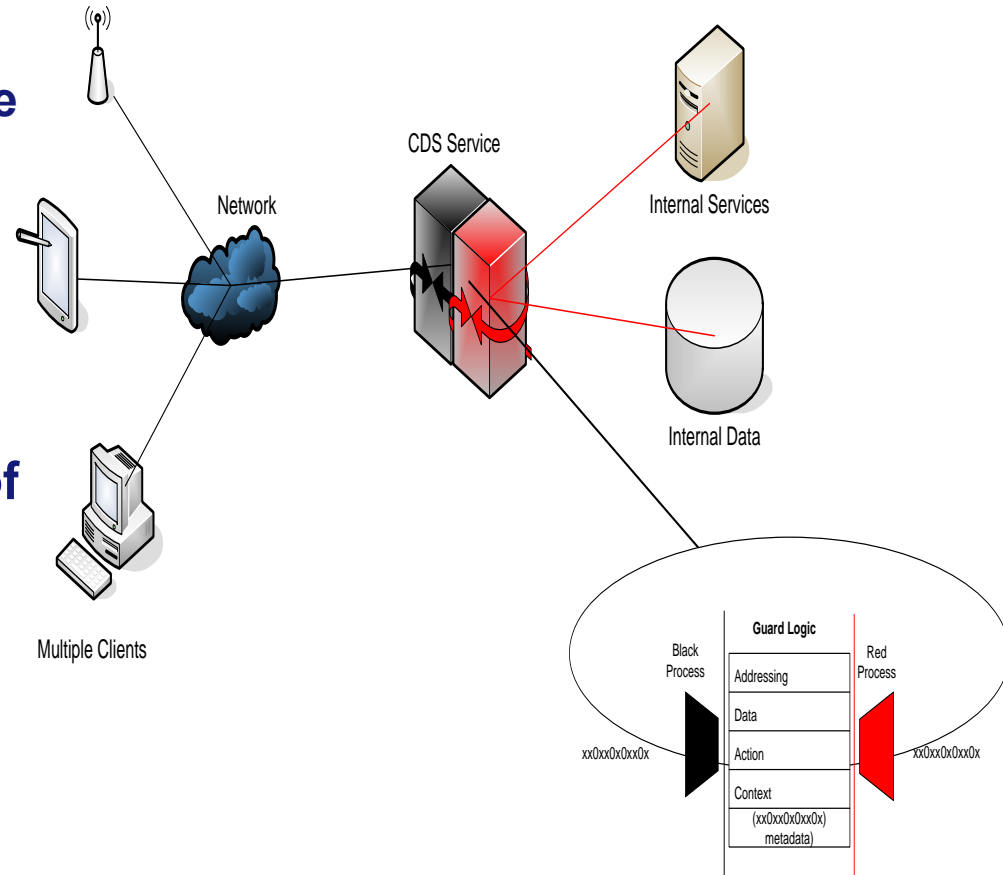 e
CDS Service
Network
Internal Services
Internal Data
of
Multiple Clients
Guard Logic
Black
Process
Red
Process
Addressing
Data
Action
Context
(xx0xx0x0xx0x)
metadata)
xx0xx0x0xx0x
xx0xx0x0xx0x